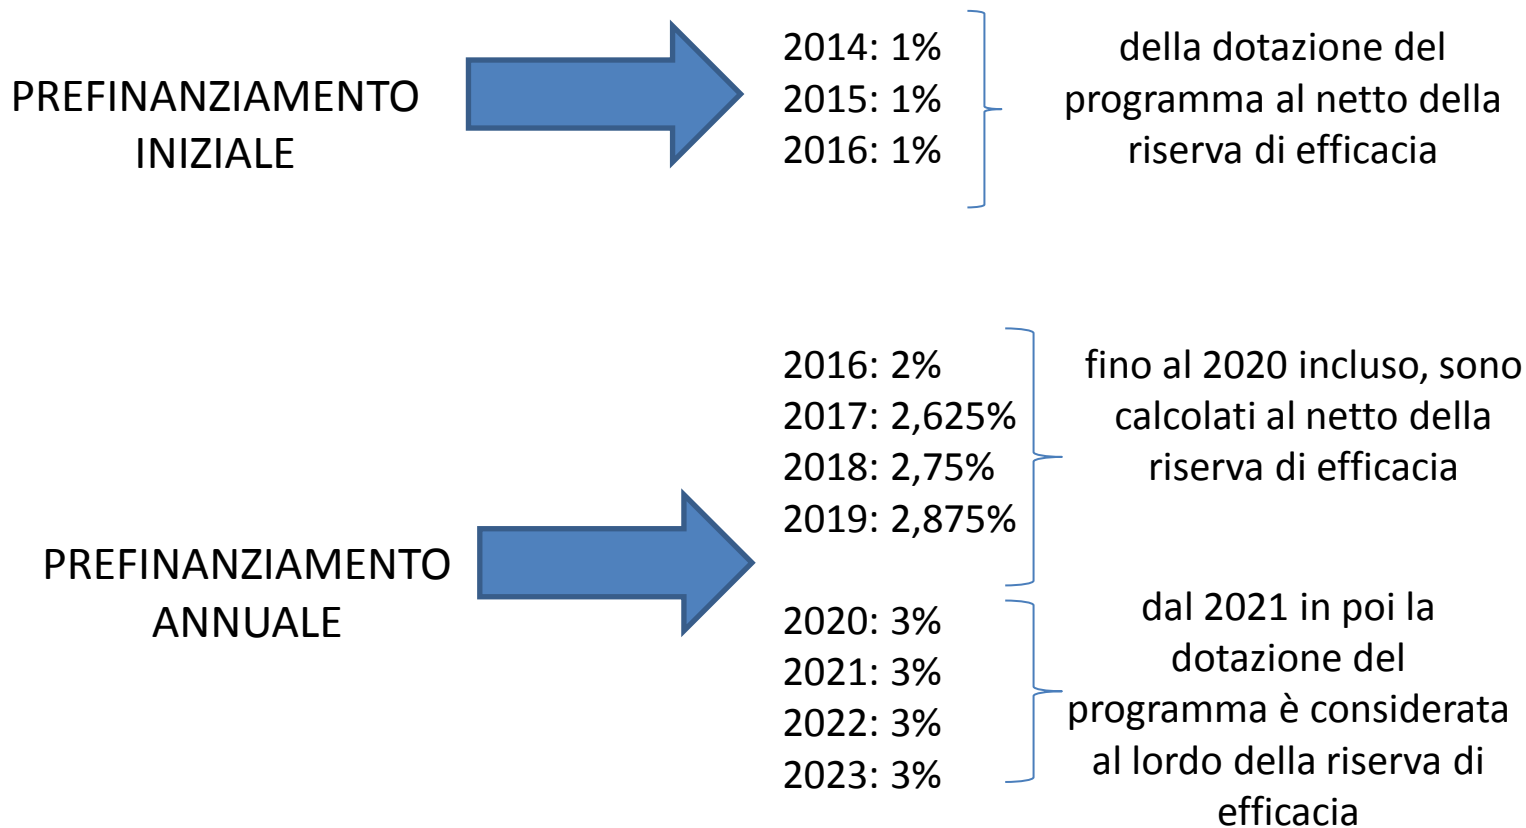 PREFINANZIAMENTO
INIZIALE
2014: 1%
2015: 1%
2016: 1%
della dotazione del
programma al netto della
riserva di efficacia
PREFINANZIAMENTO
ANNUALE
2016: 2%
2017: 2,625%
2018: 2,75%
2019: 2,875%
fino al 2020 incluso, sono
calcolati al netto della
riserva di efficacia
2020: 3%
2021: 3%
2022: 3%
2023: 3%
dal 2021 in poi la
dotazione del
programma è considerata
al lordo della riserva di
efficacia